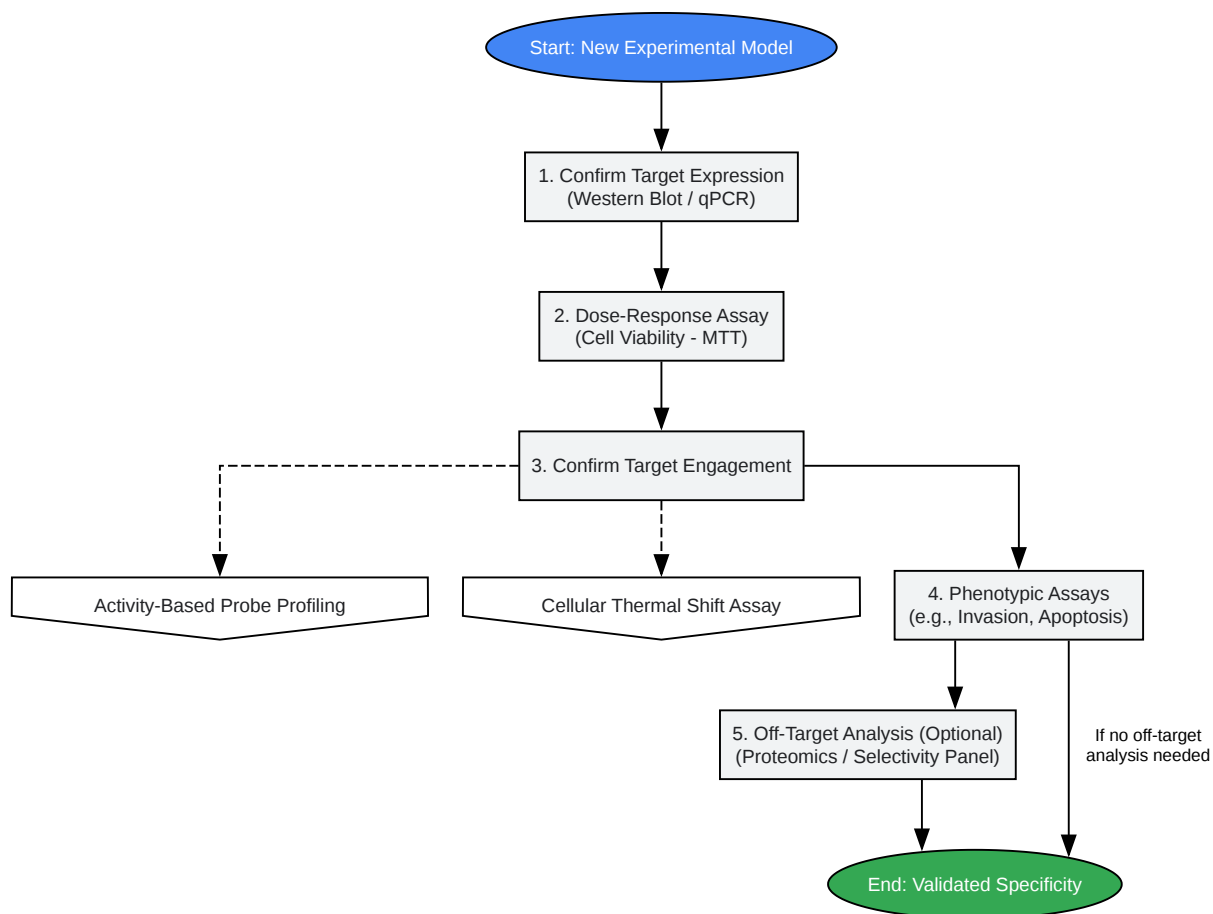 Start: New Experimental Model
1. Confirm Target Expression
(Western Blot / qPCR)
2. Dose-Response Assay
(Cell Viability - MTT)
3. Confirm Target Engagement
Activity-Based Probe Profiling
Cellular Thermal Shift Assay
4. Phenotypic Assays
(e.g., Invasion, Apoptosis)
5. Off-Target Analysis (Optional)
(Proteomics / Selectivity Panel)
If no off-target
analysis needed
End: Validated Specificity